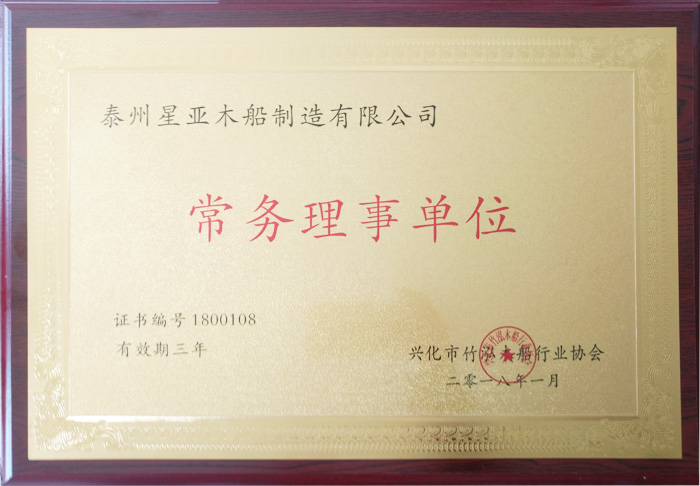 泰州星亚木船制造有限公司
常务理事单位
证书编号1800108
有效期三年
兴化市竹泓木船行业协会
二零一八年一月